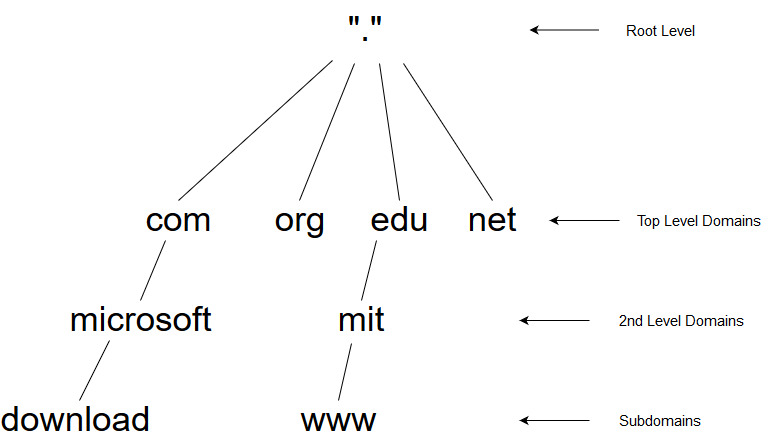 "."
Root Level
com org edu net
Top Level Domains
microsoft mit
2nd Level Domains
download www
Subdomains